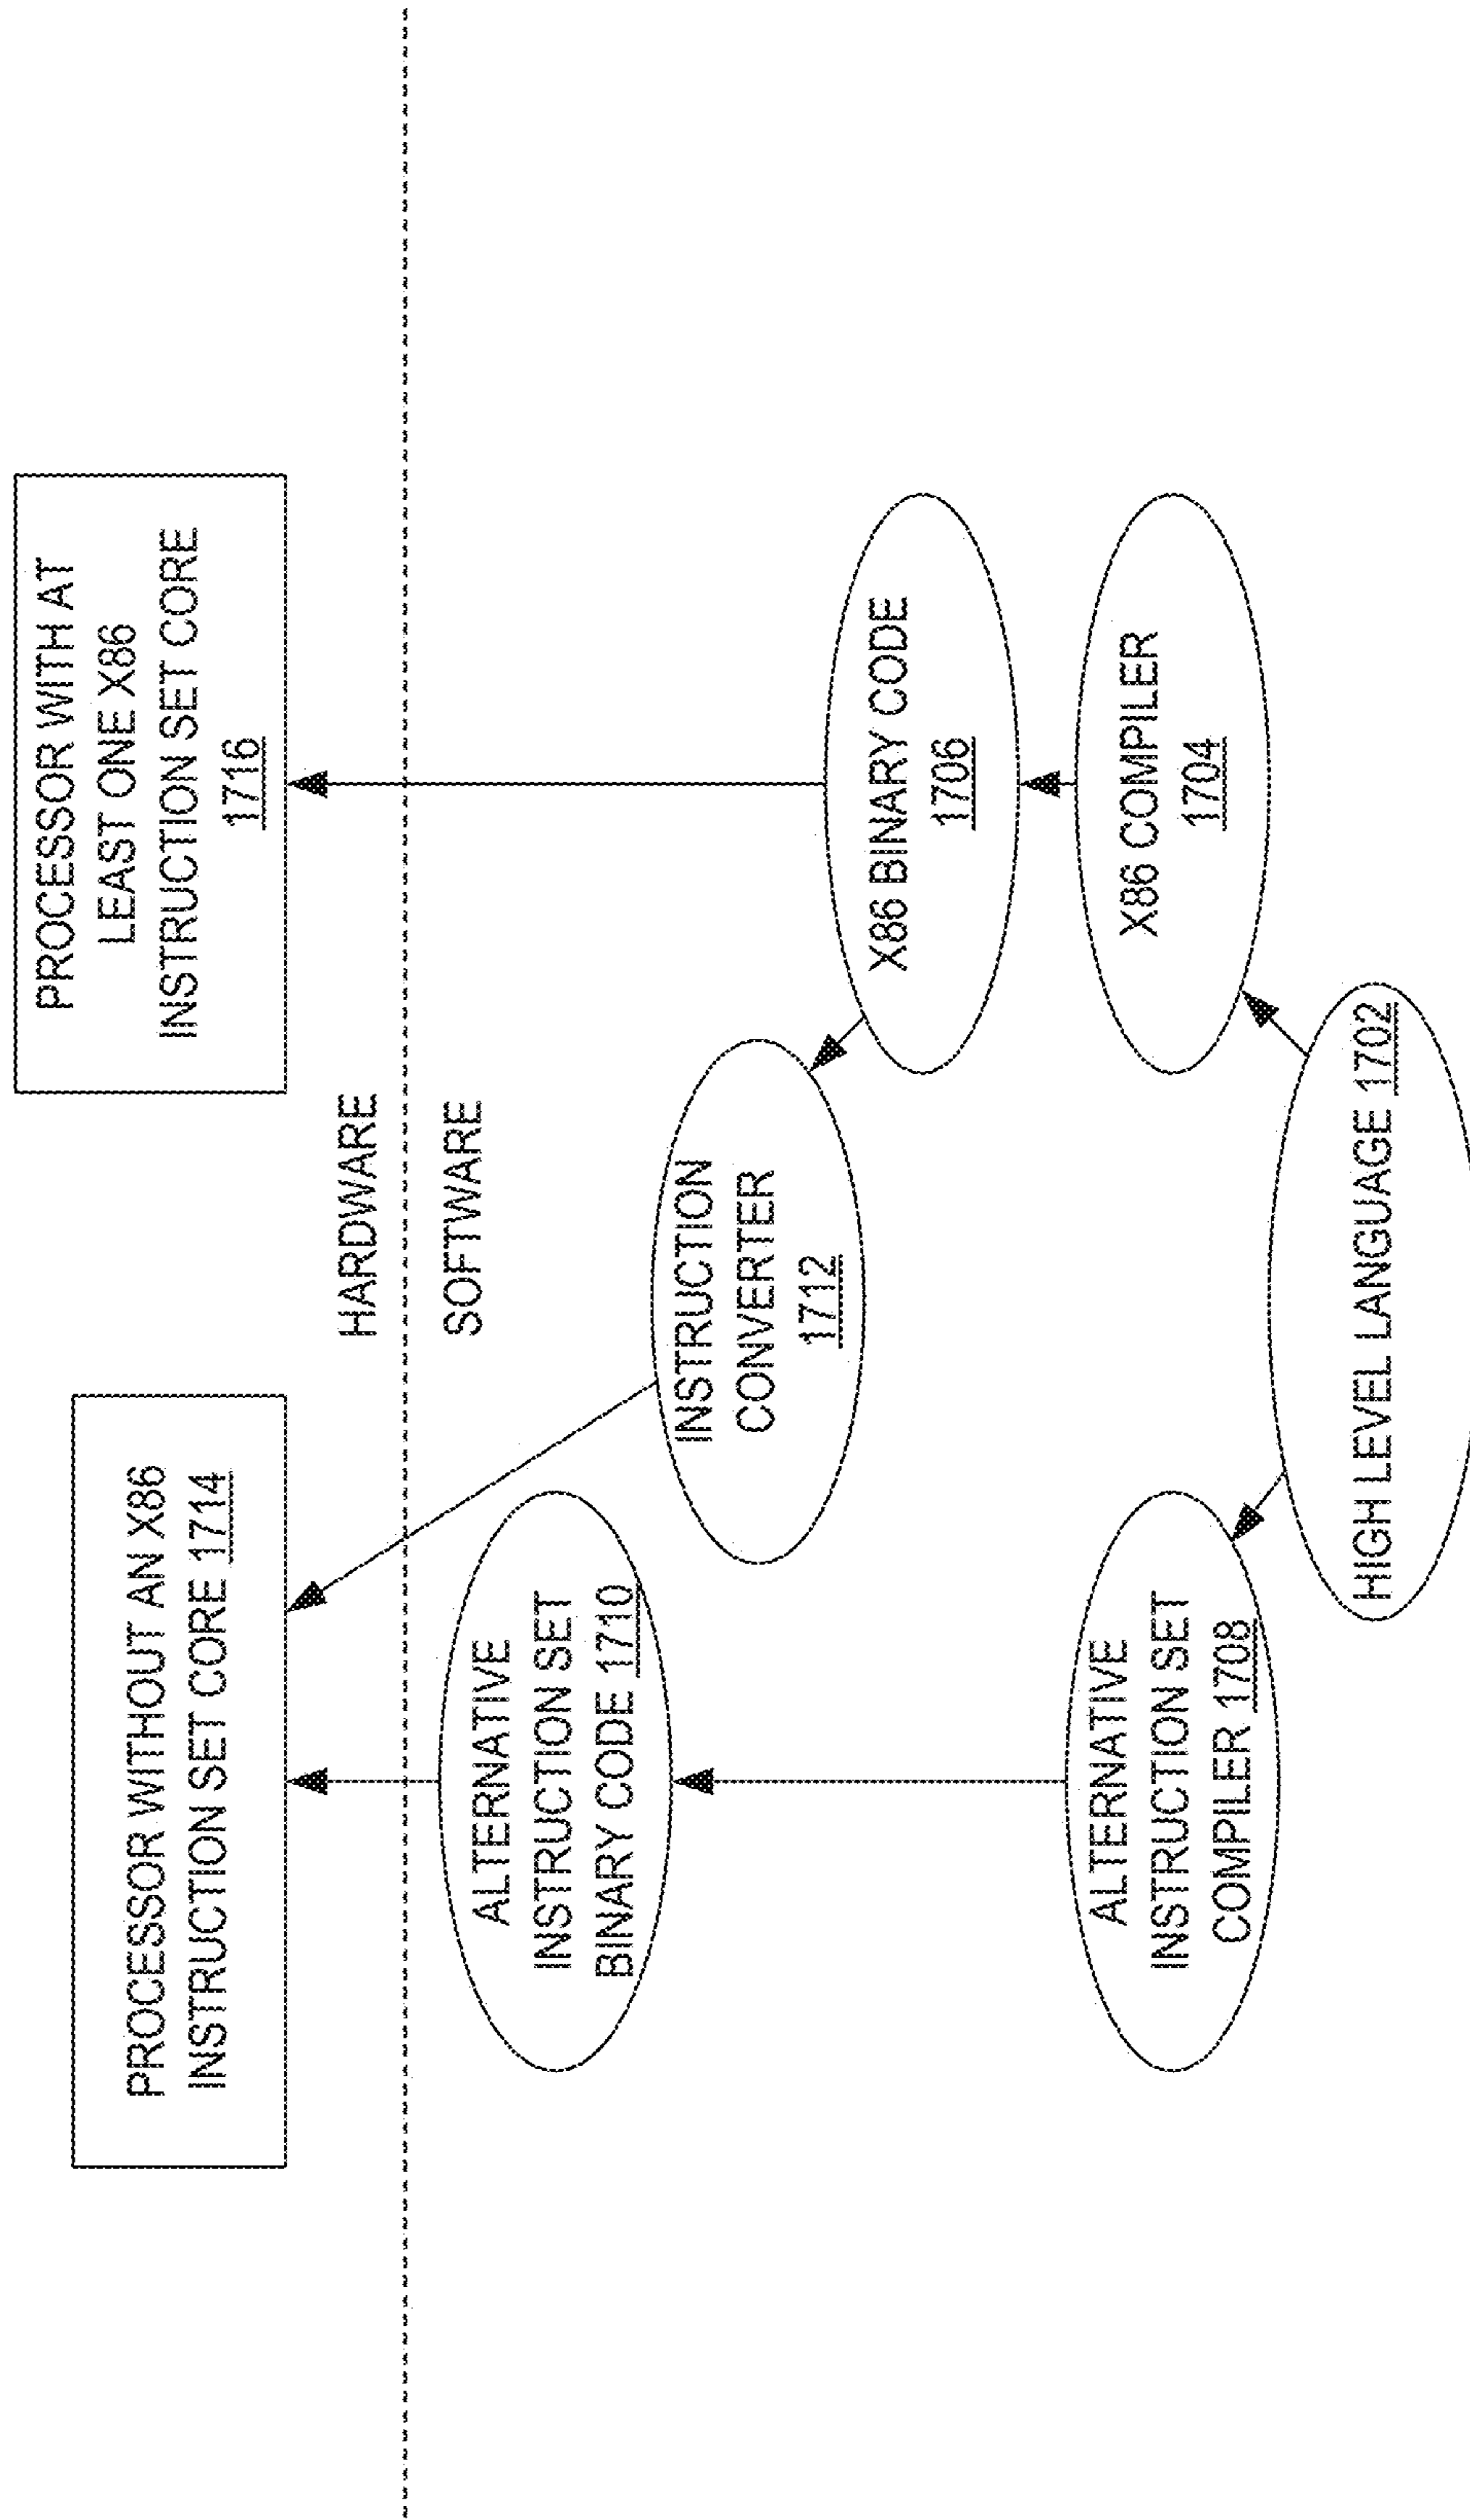 PROCESSOR WITHOUT AN X86
INSTRUCTION SET CORE 1714
PROCESSOR WITH AT
LEAST ONE X86
INSTRUCTION SET CORE
1716
HARDWARE
SOFTWARE
ALTERNATIVE
INSTRUCTION SET
BINARY CODE 1710
INSTRUCTION
CONVERTER
1712
X86 BINARY CODE
1706
ALTERNATIVE
INSTRUCTION SET
COMPILER 1708
X86 COMPILER
1704
HIGH LEVEL LANGUAGE 1702